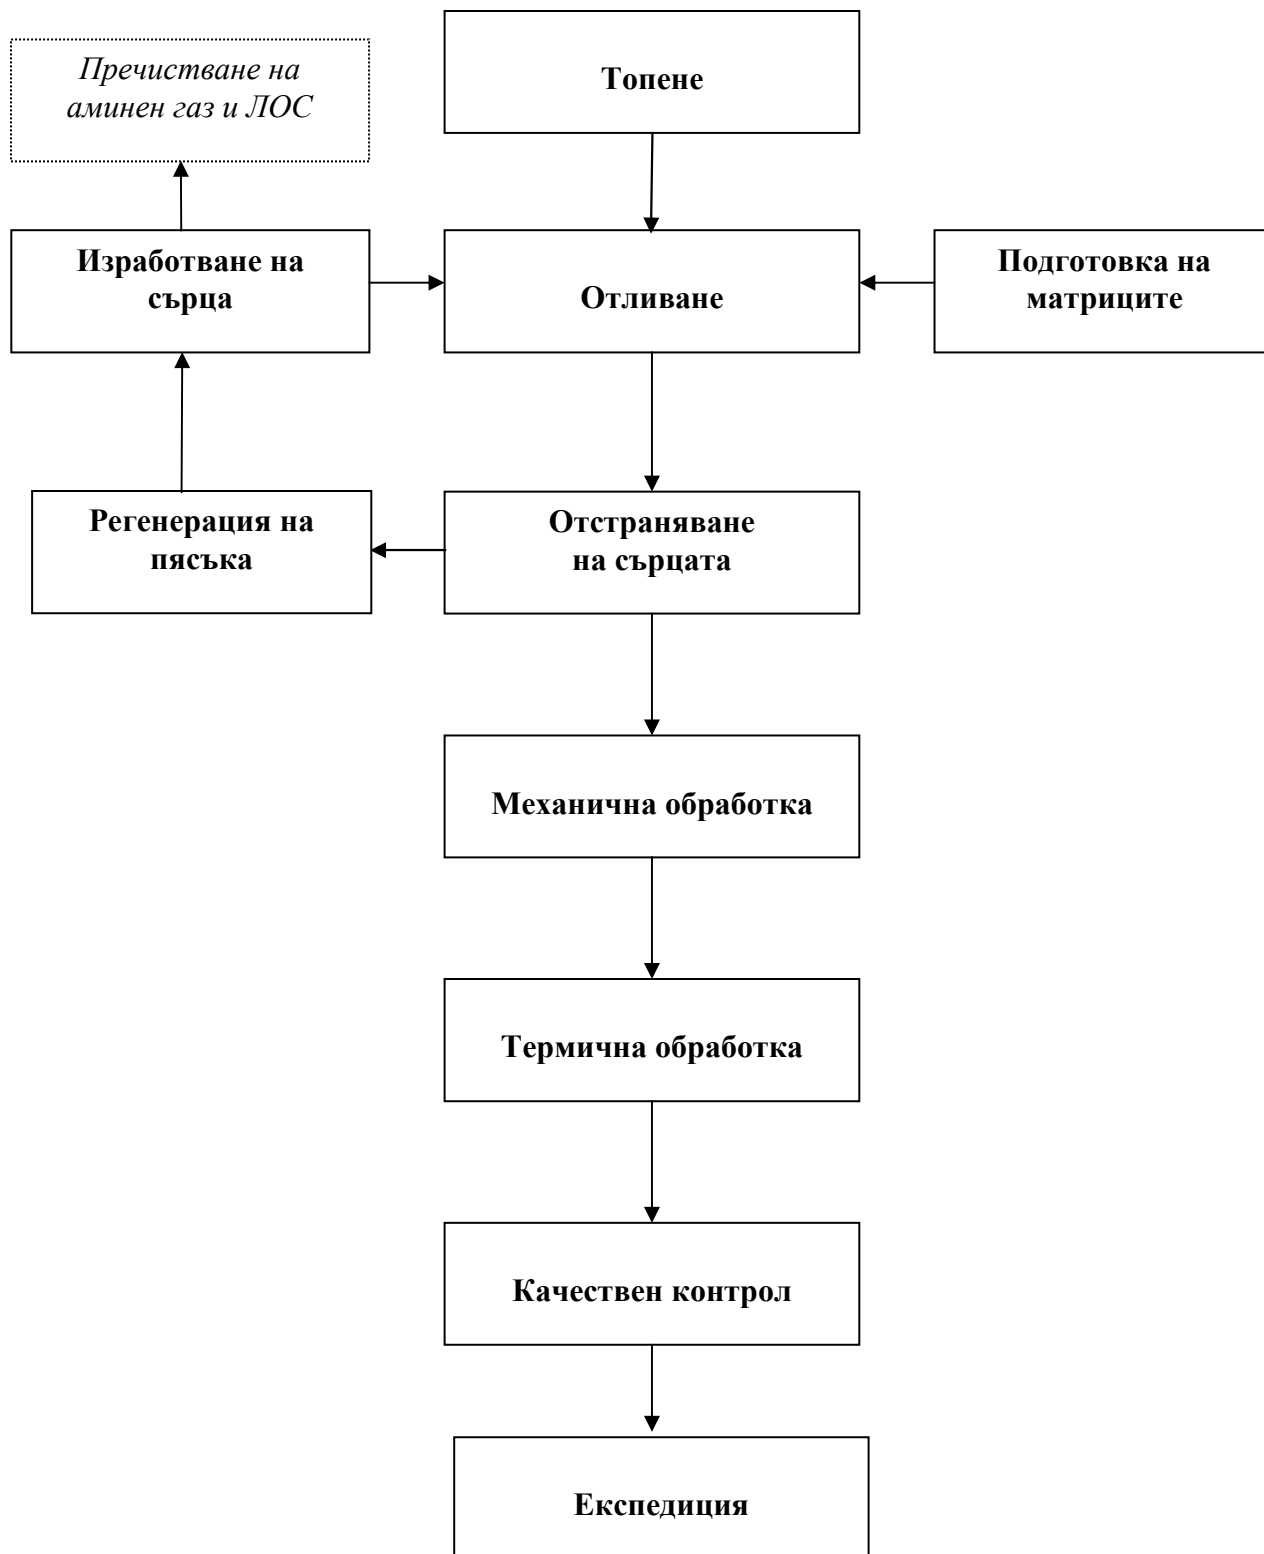 Пречистване на
аминен газ и ЛОС
Топене
Изработване на
сърца
Отливане
Подготовка на
матриците
Регенерация на
пясъка
Отстраняване
на сърцата
Механична обработка
Термична обработка
Качествен контрол
Експедиция